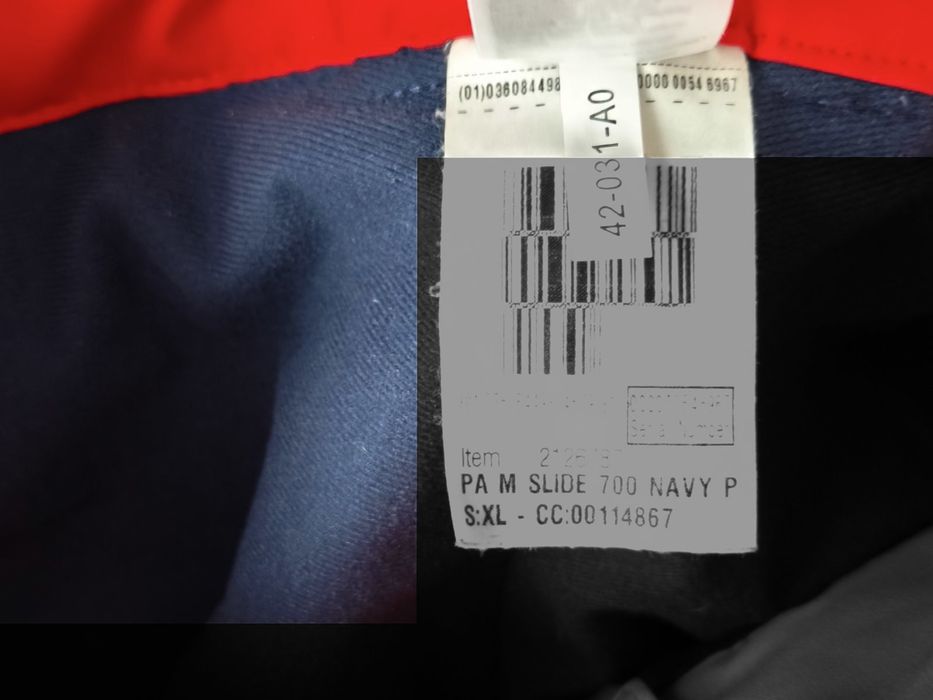 (01)036084498 0000 0054 6967
42-031-A0
Serial Number
Item
PA M SLIDE 700 NAVY P
S:XL - CC:00114867